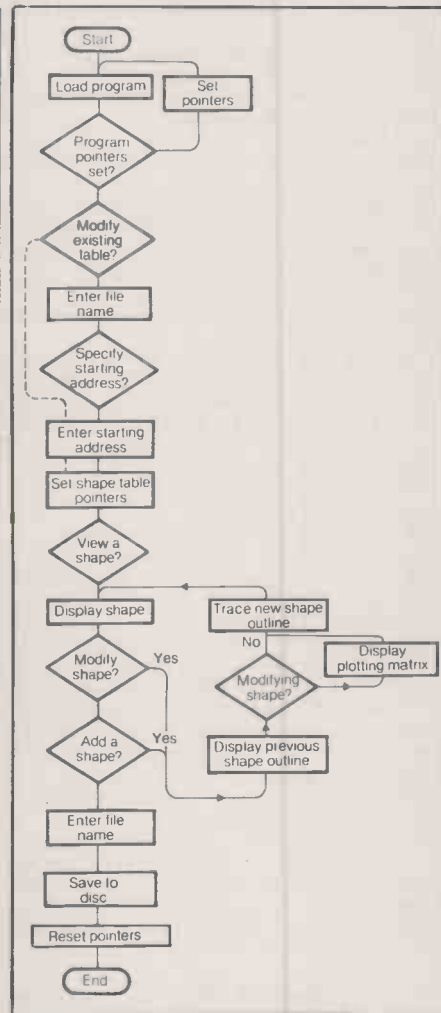 Start
Load program
Set
pointers
Program
pointers
set?
Modify
existing
table?
Enter file
name
Specify
starting
address?
Enter starting
address
Set shape table
pointers
View a
shape?
Display shape
Trace new shape
outline
No
Display
plotting matrix
Modify
shape?
Yes
Modifying
shape?
Add a
shape?
Yes
Display previous
shape outline
Enter file
name
Save to
disc
Reset pointers
End